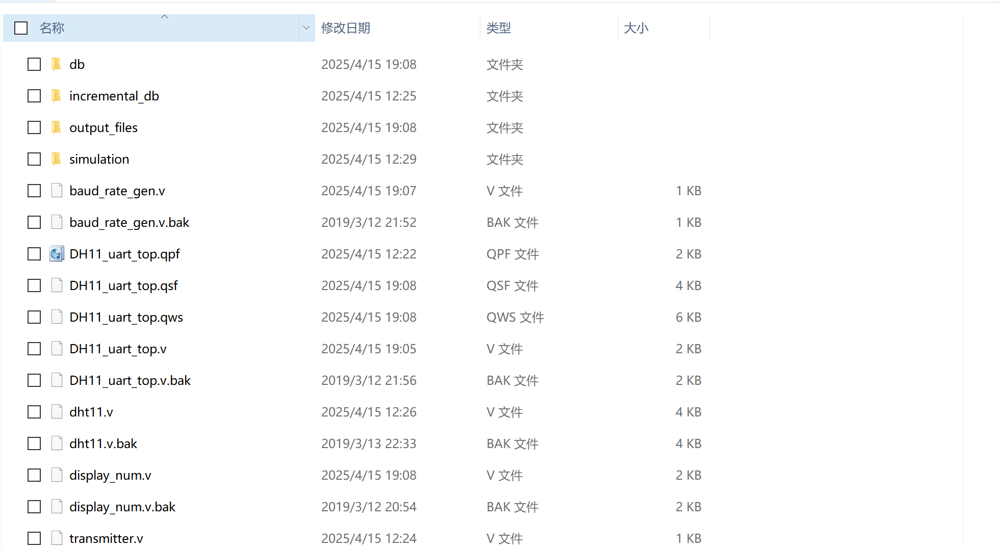 名称 修改日期 类型 大小
db 2025/4/15 19:08 文件夹
incremental_db 2025/4/15 12:25 文件夹
output_files 2025/4/15 19:08 文件夹
simulation 2025/4/15 12:29 文件夹
baud_rate_gen.v 2025/4/15 19:07 V 文件 1 KB
baud_rate_gen.v.bak 2019/3/12 21:52 BAK 文件 1 KB
DH11_uart_top.qpf 2025/4/15 12:22 QPF 文件 2 KB
DH11_uart_top.qsf 2025/4/15 19:08 QSF 文件 4 KB
DH11_uart_top.qws 2025/4/15 19:08 QWS 文件 6 KB
DH11_uart_top.v 2025/4/15 19:05 V 文件 2 KB
DH11_uart_top.v.bak 2019/3/12 21:56 BAK 文件 2 KB
dht11.v 2025/4/15 12:26 V 文件 4 KB
dht11.v.bak 2019/3/13 22:33 BAK 文件 4 KB
display_num.v 2025/4/15 19:08 V 文件 2 KB
display_num.v.bak 2019/3/12 20:54 BAK 文件 2 KB
transmitter.v 2025/4/15 12:24 V 文件 1 KB